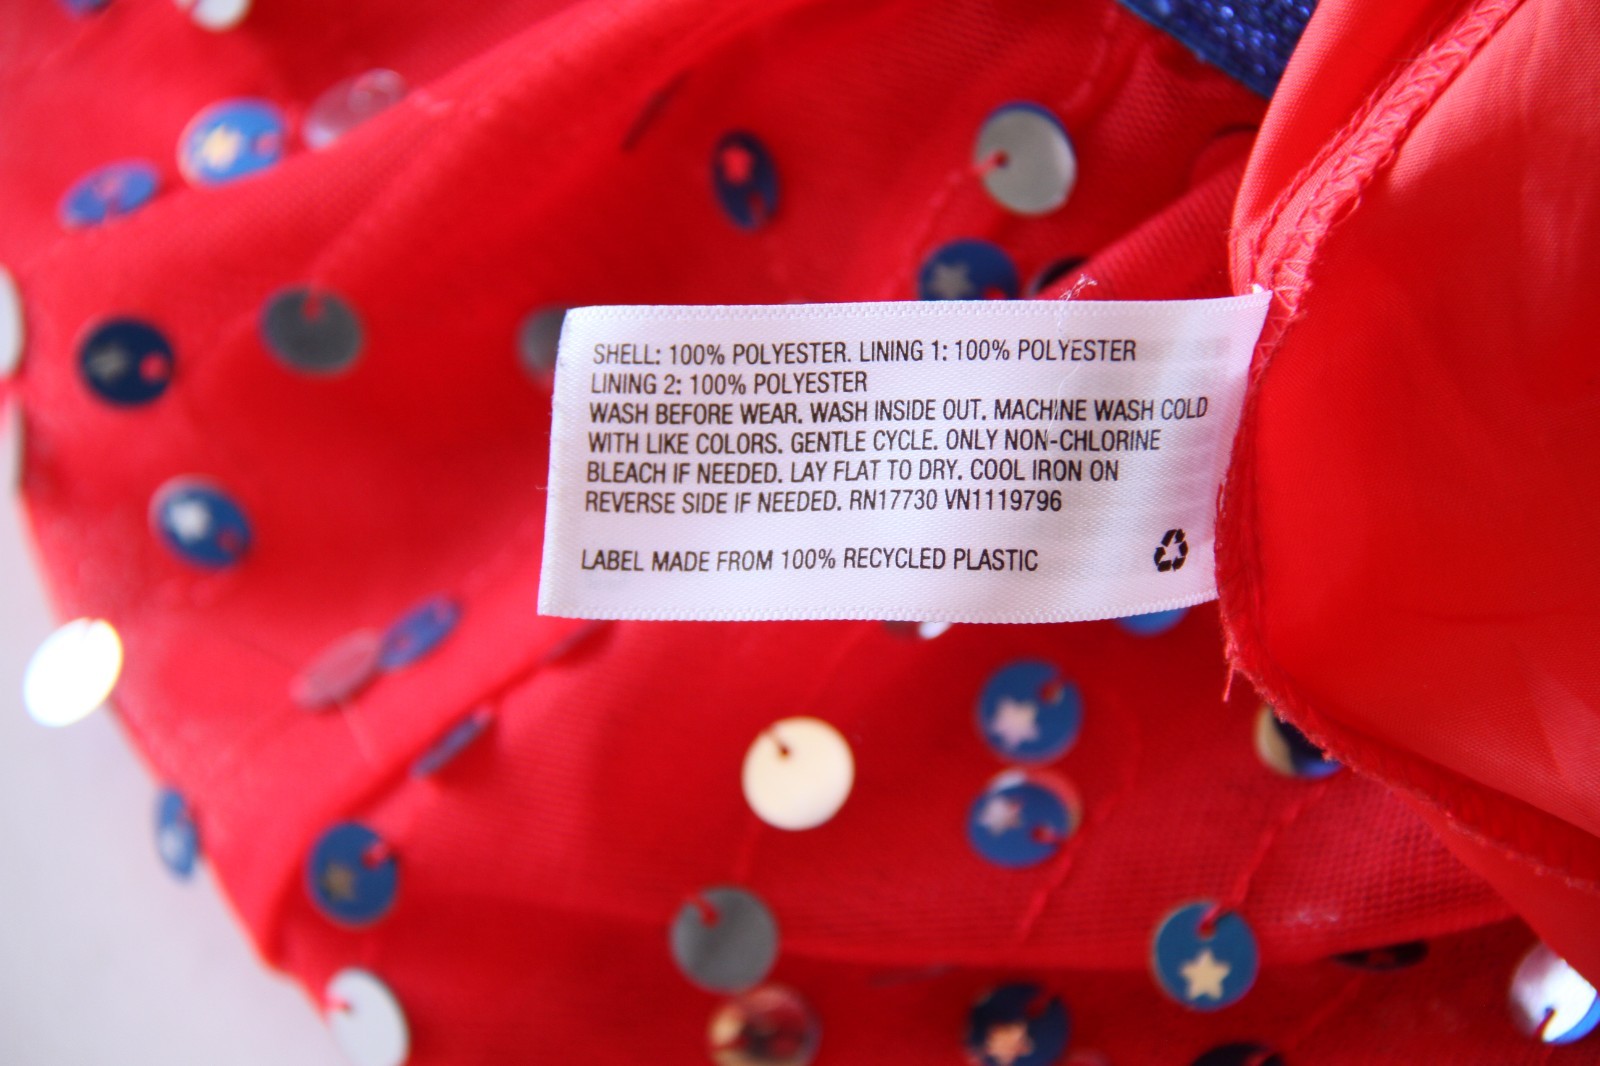 SHELL: 100% POLYESTER. LINING 1: 100% POLYESTER
LINING 2: 100% POLYESTER
WASH BEFORE WEAR. WASH INSIDE OUT. MACHINE WASH COLD
WITH LIKE COLORS. GENTLE CYCLE. ONLY NON-CHLORINE
BLEACH IF NEEDED. LAY FLAT TO DRY. COOL IRON ON
REVERSE SIDE IF NEEDED. RN17730 VN1119796
LABEL MADE FROM 100% RECYCLED PLASTIC